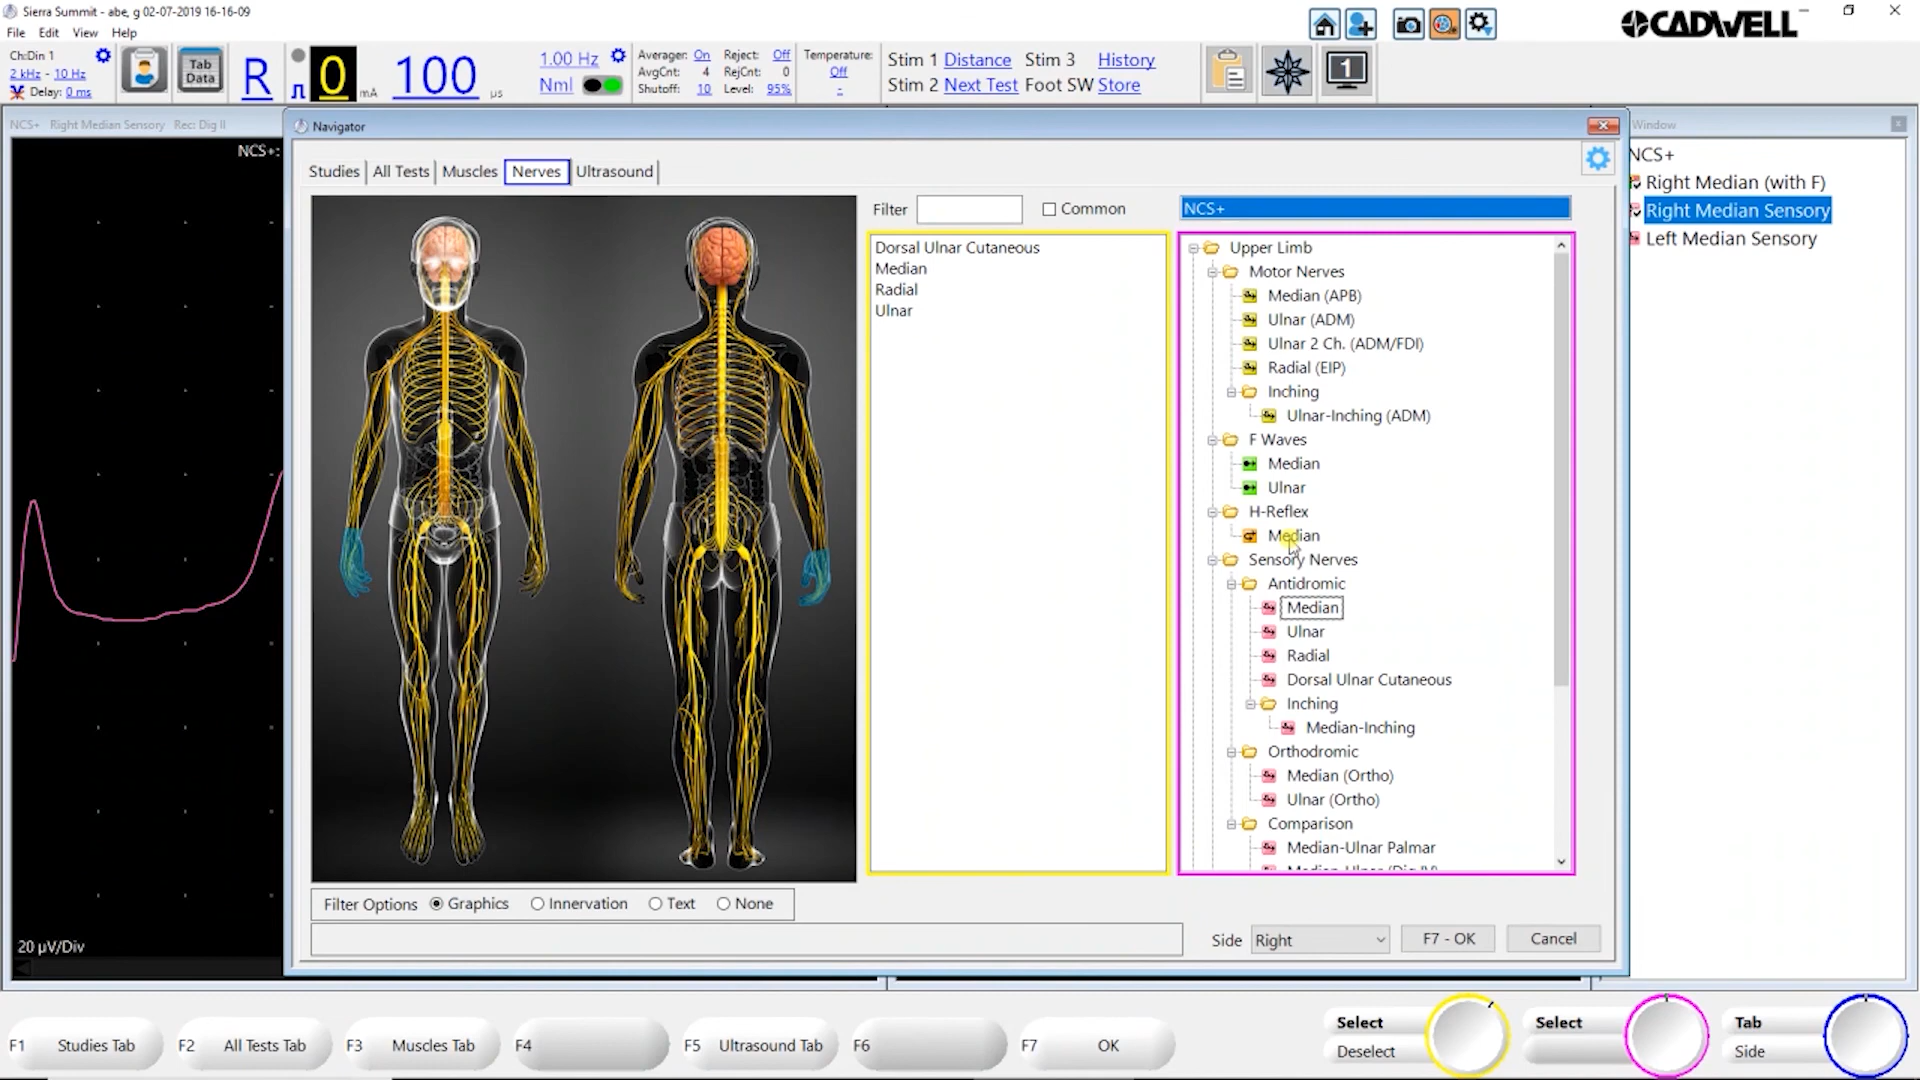 Sierra Summit - abe, g 02-07-2019 16-16-09
CADWELL
File Edit View Help
Ch:Din 1
2 kHz - 10 Hz
Delay: 0 ms
Tab Data
R
0 mA
100 µs
1.00 Hz
Nml
Averager: On Reject: Off Temperature:
AvgCnt: 4 RejCnt: 0 Off
Shutoff: 10 Level: 95% -
Stim 1 Distance Stim 3 History
Stim 2 Next Test Foot SW Store
1
NCS+ Right Median Sensory Rec: Dig II
Navigator
Window
NCS+:
Studies All Tests Muscles Nerves Ultrasound
Filter Common
NCS+
Dorsal Ulnar Cutaneous
Median
Radial
Ulnar
Upper Limb
Motor Nerves
Median (APB)
Ulnar (ADM)
Ulnar 2 Ch. (ADM/FDI)
Radial (EIP)
Inching
Ulnar-Inching (ADM)
F Waves
Median
Ulnar
H-Reflex
Median
Sensory Nerves
Antidromic
Median
Ulnar
Radial
Dorsal Ulnar Cutaneous
Inching
Median-Inching
Orthodromic
Median (Ortho)
Ulnar (Ortho)
Comparison
Median-Ulnar Palmar
Median-Ulnar (Dig IV)
NCS+
Right Median (with F)
Right Median Sensory
Left Median Sensory
20 µV/Div
Filter Options Graphics Innervation Text None
Side Right F7 - OK Cancel
F1 Studies Tab F2 All Tests Tab F3 Muscles Tab F4 F5 Ultrasound Tab F6 F7 OK
Select
Deselect
Select
Tab
Side